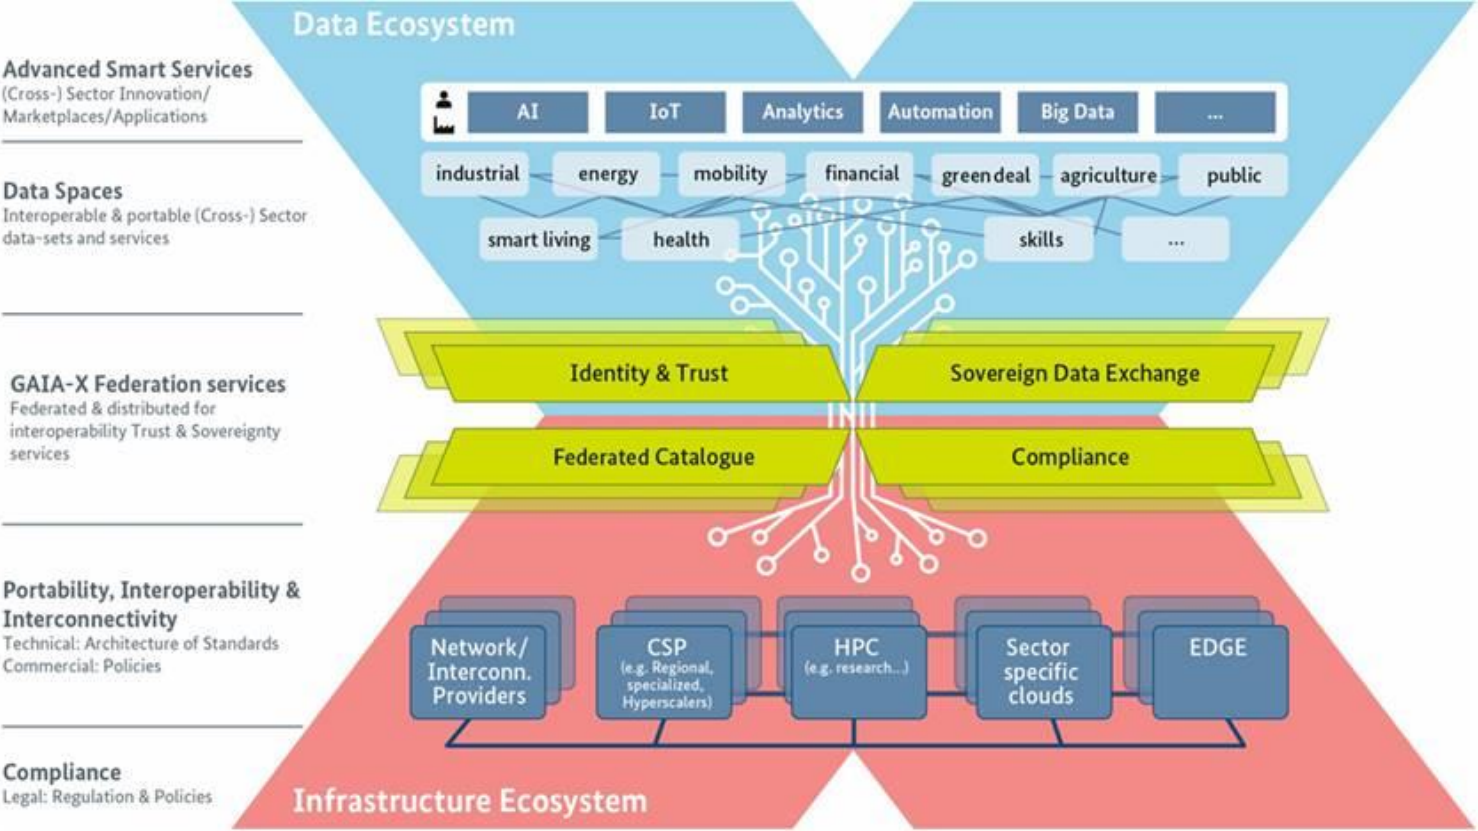 Data Ecosystem
Advanced Smart Services
(Cross-) Sector Innovation/
Marketplaces/Applications
AI
IoT
Analytics
Automation
Big Data
...
industrial
energy
mobility
financial
green deal
agriculture
public
Data Spaces
Interoperable & portable (Cross-) Sector
data-sets and services
smart living
health
skills
...
GAIA-X Federation services
Federated & distributed for
interoperability Trust & Sovereignty
services
Identity & Trust
Sovereign Data Exchange
Federated Catalogue
Compliance
Portability, Interoperability &
Interconnectivity
Technical: Architecture of Standards
Commercial: Policies
Network/
Interconn.
Providers
CSP
(e.g. Regional,
specialized,
Hyperscalers)
HPC
(e.g. research...)
Sector
specific
clouds
EDGE
Compliance
Legal: Regulation & Policies
Infrastructure Ecosystem